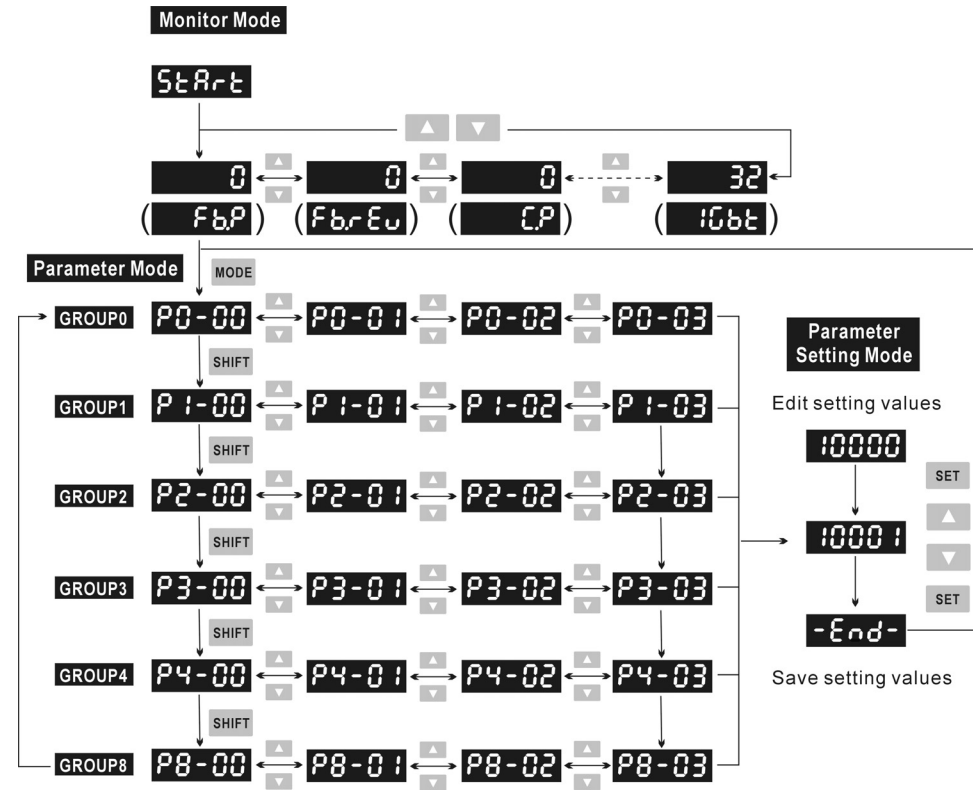 Monitor Mode
StArt
0 0 0 32
(Fb.P) (Fb.rEv) (C.P) (IGbt)
Parameter Mode MODE
GROUP0 P0-00 P0-01 P0-02 P0-03
SHIFT
GROUP1 P1-00 P1-01 P1-02 P1-03
SHIFT
GROUP2 P2-00 P2-01 P2-02 P2-03
SHIFT
GROUP3 P3-00 P3-01 P3-02 P3-03
SHIFT
GROUP4 P4-00 P4-01 P4-02 P4-03
SHIFT
GROUP8 P8-00 P8-01 P8-02 P8-03
Parameter
Setting Mode
Edit setting values
10000
SET
10001
SET
-End-
Save setting values